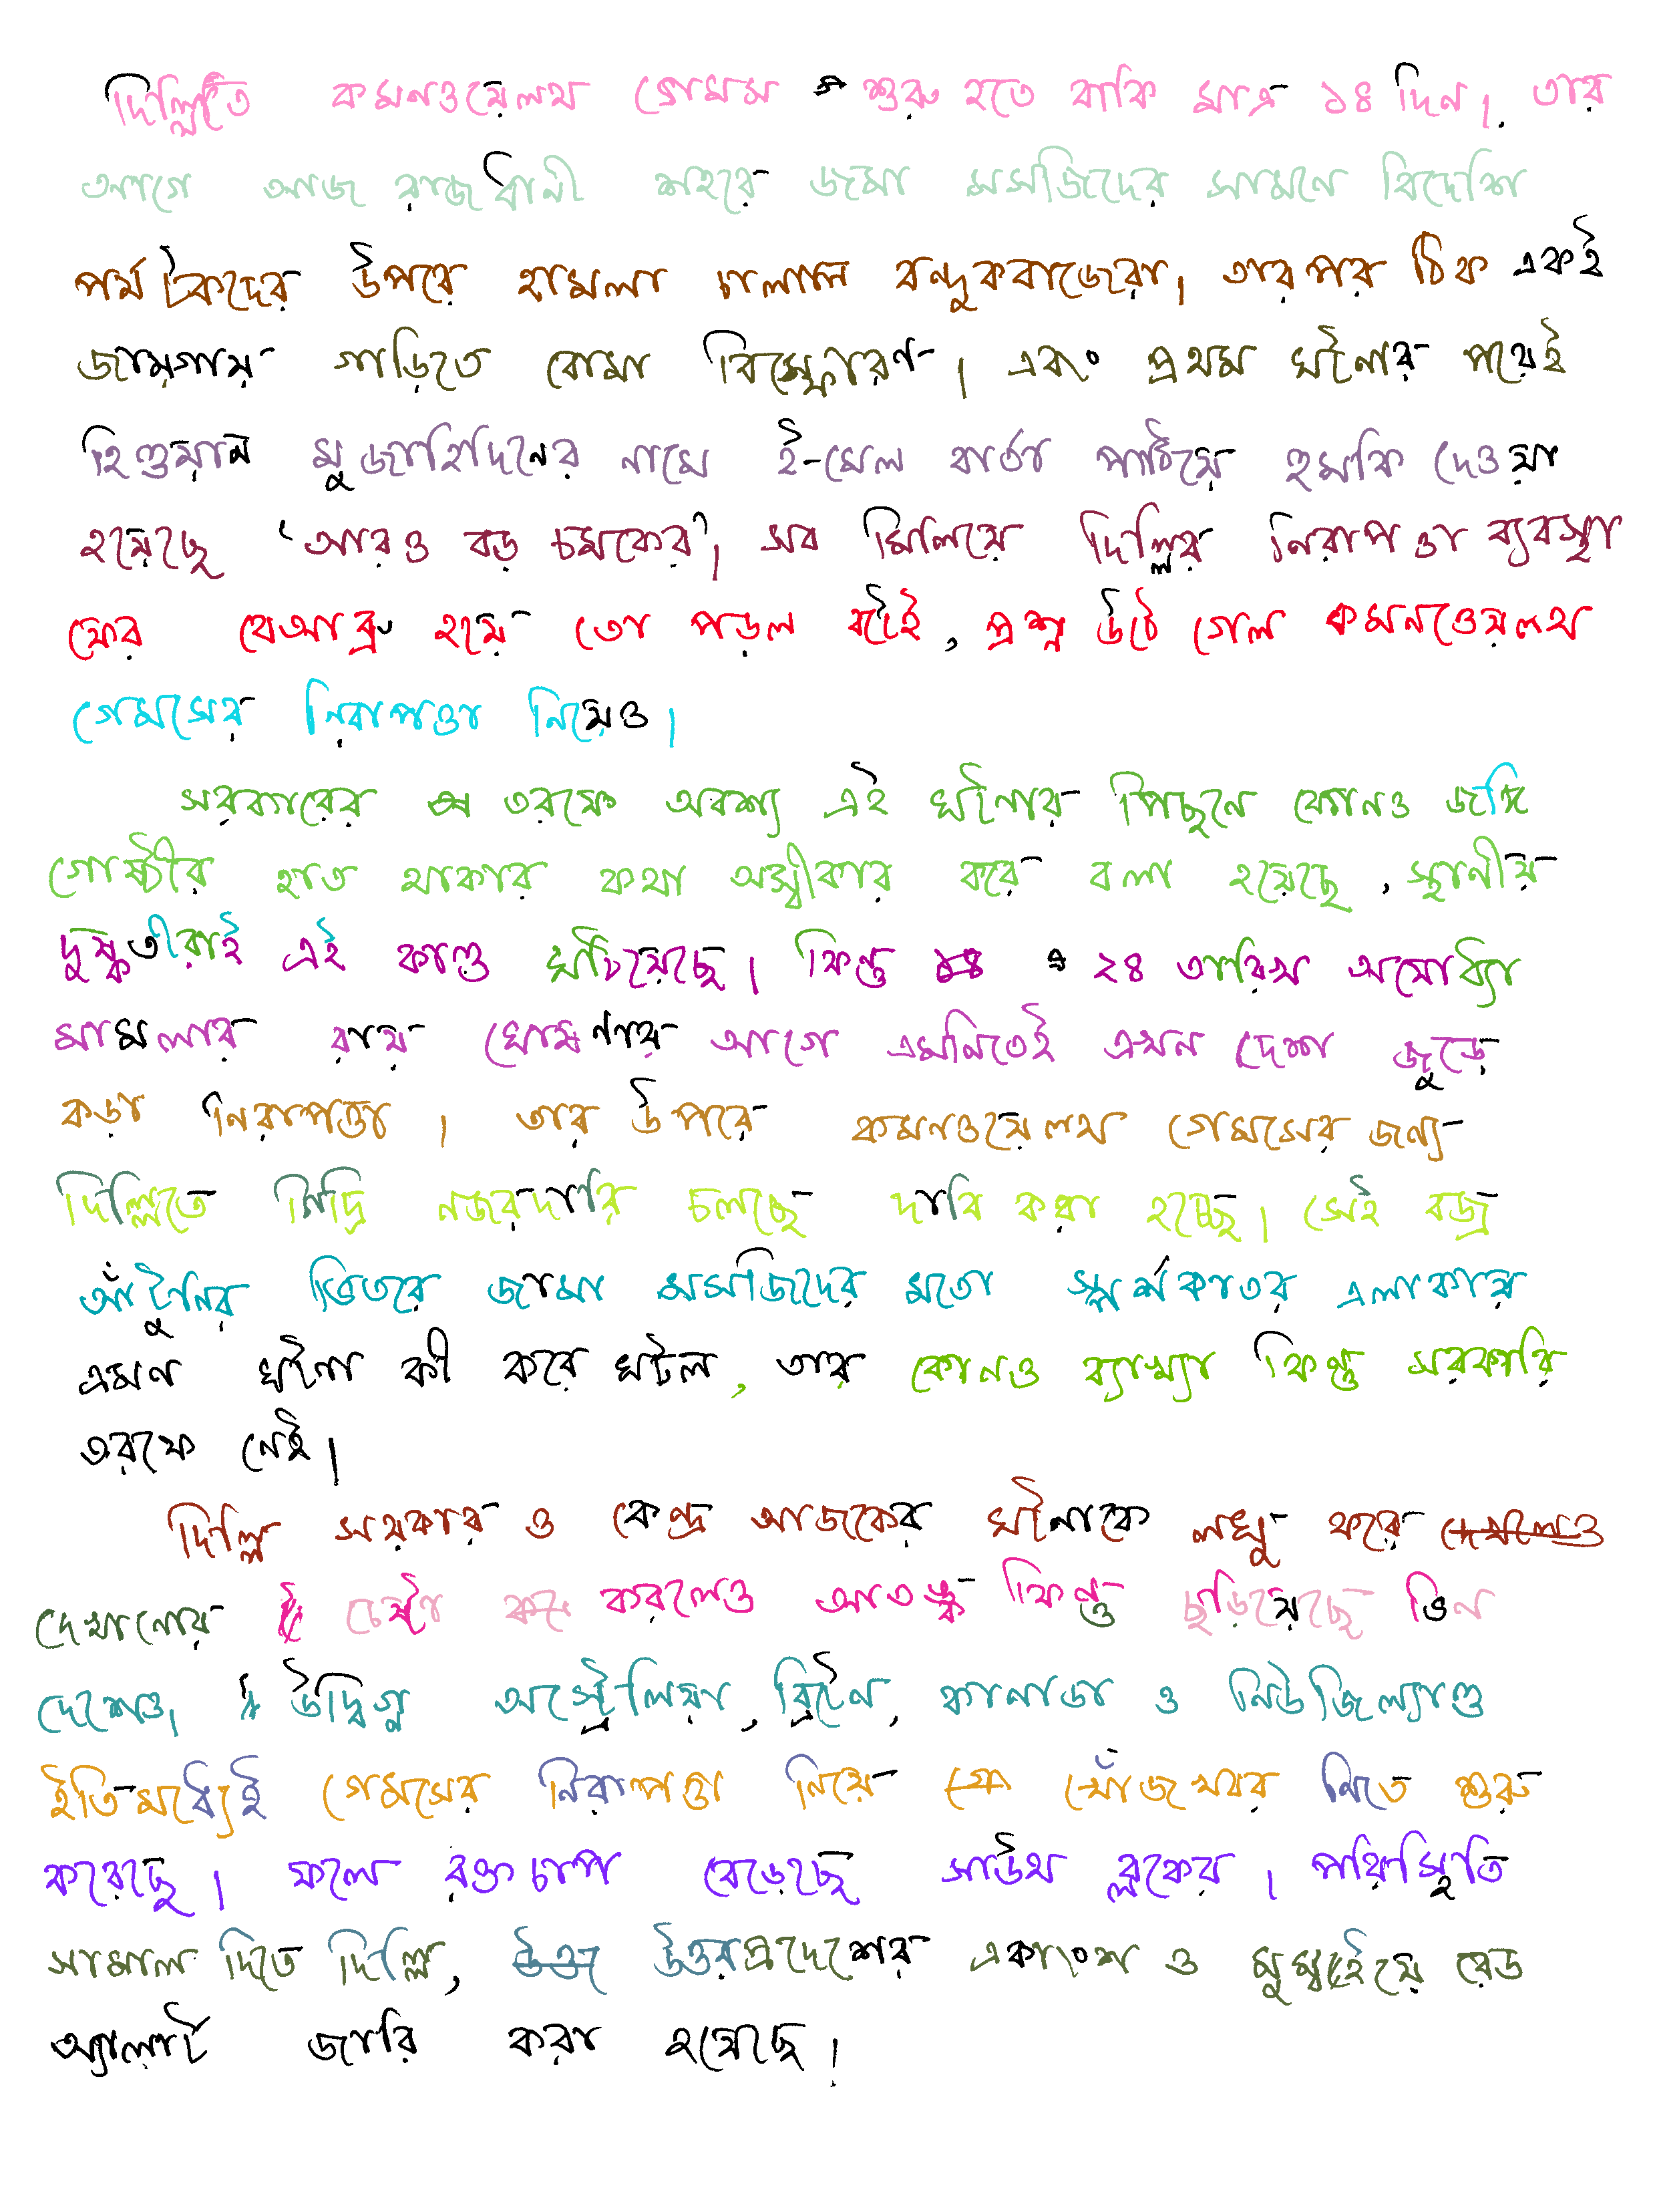 দিল্লিতে কমনওয়েলথ গেমস শুরু হতে বাকি মাত্র ১৪ দিন। তার
আগে আজ রাজধানী শহরে জমা মসজিদের সামনে বিদেশি
পর্যটকদের উপরে হামলা চালাল বন্দুকবাজেরা। তারপর ঠিক একই
জায়গায় গাড়িতে বোমা বিস্ফোরণ। এবং প্রথম ঘটনার পরেই
হিণ্ডয়ান মুজাহিদিনের নামে ই-মেল বার্তা পাঠিয়ে হুমকি দেওয়া
হয়েছে 'আরও বড় চমকের'। সব মিলিয়ে দিল্লির নিরাপত্তা ব্যবস্থা
ফের বেআব্রু হয়ে তো পড়ল বটেই, প্রশ্ন উঠে গেল কমনওয়েলথ
গেমসের নিরাপত্তা নিয়েও।
সরকারের তরফে অবশ্য এই ঘটনার পিছনে কোনও জঙ্গি
গোষ্ঠীর হাত থাকার কথা অস্বীকার করে বলা হয়েছে, স্থানীয়
দুষ্কৃতীরাই এই কাণ্ড ঘটিয়েছে। কিন্তু ২৪ তারিখ অযোধ্যা
মামলার রায় ঘোষণার আগে এমনিতেই এখন দেশ জুড়ে
কড়া নিরাপত্তা। তার উপরে কমনওয়েলথ গেমসের জন্য
দিল্লিতে নিশ্ছিদ্র নজরদারি চলছে দাবি করা হচ্ছে। সেই বজ্র
আঁটুনির ভিতরে জামা মসজিদের মতো স্পর্শকাতর এলাকায়
এমন ঘটনা কী করে ঘটল, তার কোনও ব্যাখ্যা কিন্তু সরকারি
তরফে নেই।
দিল্লি সরকার ও কেন্দ্র আজকের ঘটনাকে লঘু করে
দেখানোর চেষ্টা করলেও আতঙ্ক কিন্তু ছড়িয়েছে ভিন
দেশেও। উদ্বিগ্ন অস্ট্রেলিয়া, ব্রিটেন, কানাডা ও নিউজিল্যাণ্ড
ইতিমধ্যেই গেমসের নিরাপত্তা নিয়ে খোঁজখবর নিতে শুরু
করেছে। ফলে রক্তচাপ বেড়েছে সাউথ ব্লকের। পরিস্থিতি
সামাল দিতে দিল্লি, উত্তরপ্রদেশের একাংশ ও মুম্বইয়ে রেড
অ্যালার্ট জারি করা হয়েছে।